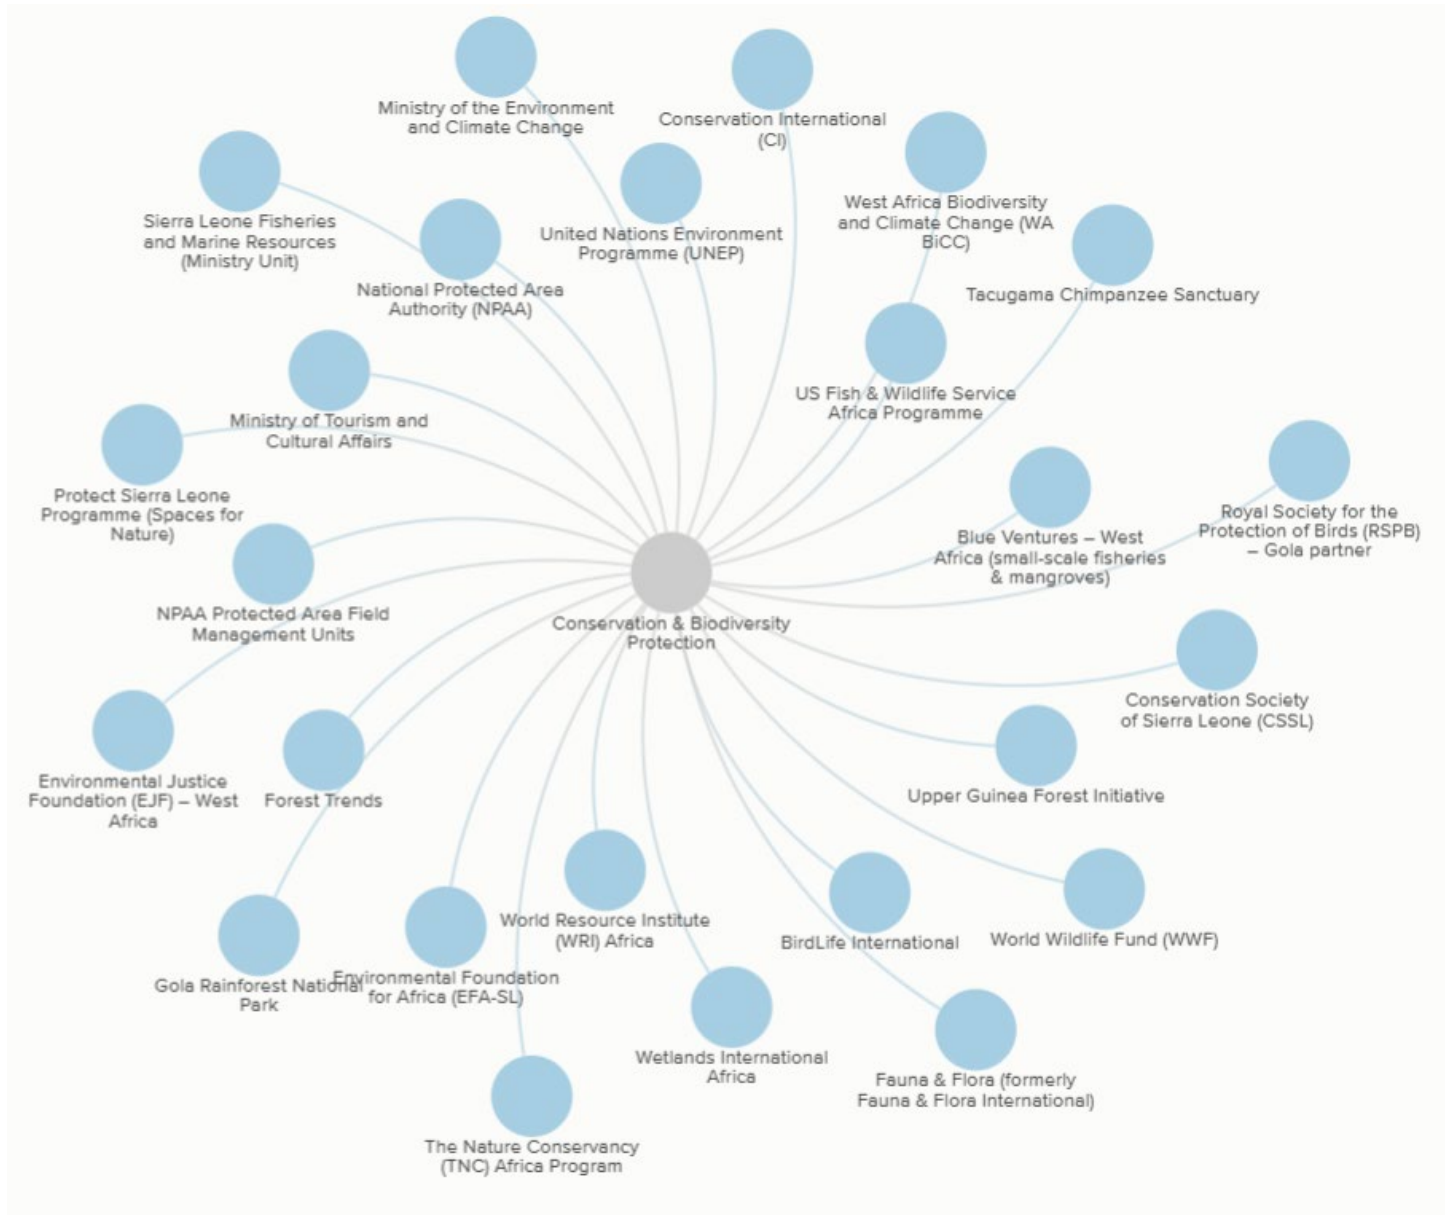 Ministry of the Environment
and Climate Change
Conservation International
(CI)
West Africa Biodiversity
and Climate Change (WA
BiCC)
Sierra Leone Fisheries
and Marine Resources
(Ministry Unit)
United Nations Environment
Programme (UNEP)
National Protected Area
Authority (NPAA)
Tacugama Chimpanzee Sanctuary
US Fish & Wildlife Service
Africa Programme
Ministry of Tourism and
Cultural Affairs
Protect Sierra Leone
Programme (Spaces for
Nature)
Blue Ventures – West
Africa (small-scale fisheries
& mangroves)
Royal Society for the
Protection of Birds (RSPB)
– Gola partner
NPAA Protected Area Field
Management Units
Conservation & Biodiversity
Protection
Conservation Society
of Sierra Leone (CSSL)
Environmental Justice
Foundation (EJF) – West
Africa
Forest Trends
Upper Guinea Forest Initiative
World Resource Institute
(WRI) Africa
BirdLife International
World Wildlife Fund (WWF)
Gola Rainforest National
Park
Environmental Foundation
for Africa (EFA-SL)
Wetlands International
Africa
Fauna & Flora (formerly
Fauna & Flora International)
The Nature Conservancy
(TNC) Africa Program